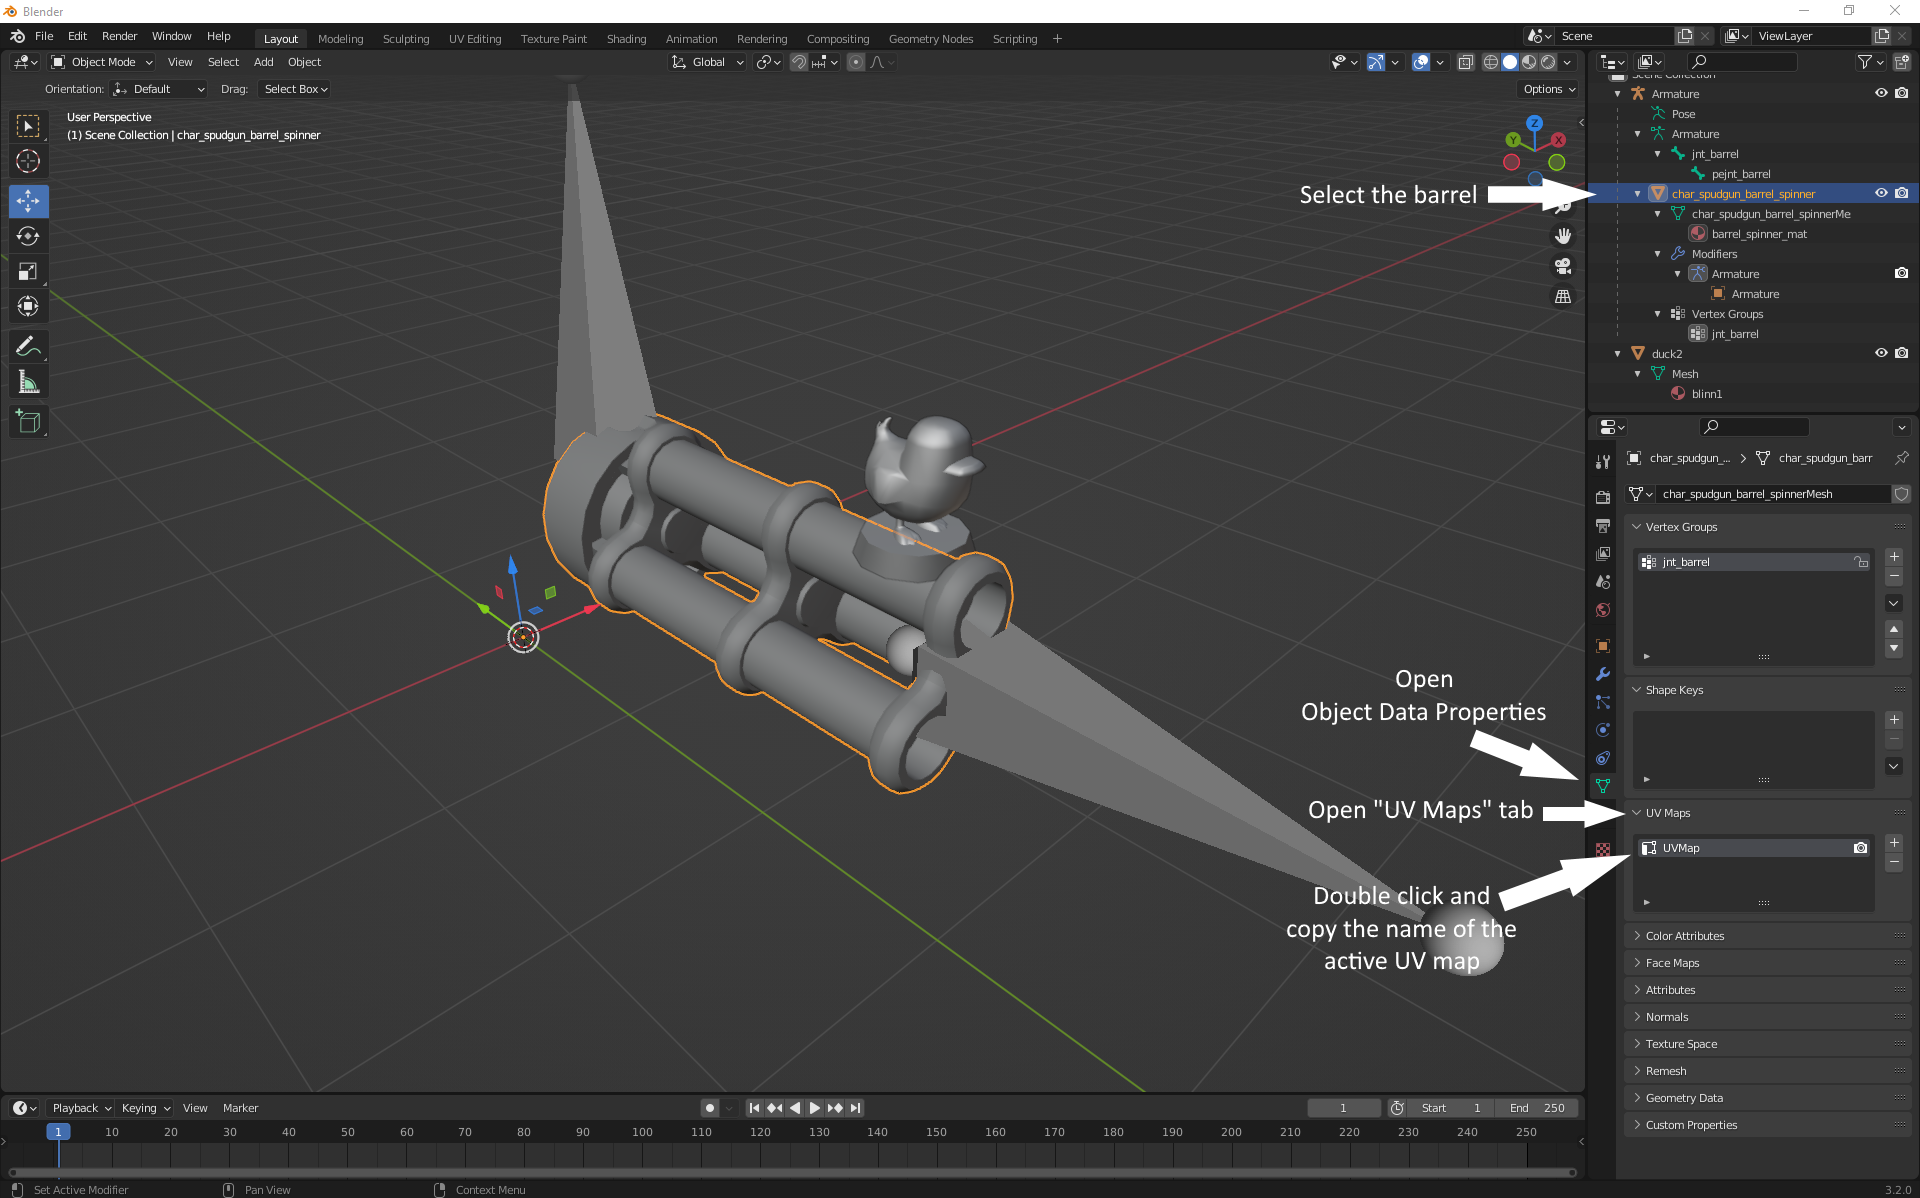 Blender
File Edit Render Window Help Layout Modeling Sculpting UV Editing Texture Paint Shading Animation Rendering Compositing Geometry Nodes Scripting + Scene ViewLayer
Object Mode View Select Add Object Global
Orientation: Default Drag: Select Box Options
User Perspective
(1) Scene Collection | char_spudgun_barrel_spinner
Z
Y
X
Scene Collection
Armature
Pose
Armature
jnt_barrel
pejnt_barrel
char_spudgun_barrel_spinner
char_spudgun_barrel_spinnerMe
barrel_spinner_mat
Modifiers
Armature
Armature
Vertex Groups
jnt_barrel
duck2
Mesh
blinn1
Select the barrel
char_spudgun_... char_spudgun_barr
char_spudgun_barrel_spinnerMesh
Vertex Groups
jnt_barrel
Shape Keys
UV Maps
UVMap
Color Attributes
Face Maps
Attributes
Normals
Texture Space
Remesh
Geometry Data
Custom Properties
Open
Object Data Properties
Open "UV Maps" tab
Double click and
copy the name of the
active UV map
Playback Keying View Marker 1 Start 1 End 250
1 10 20 30 40 50 60 70 80 90 100 110 120 130 140 150 160 170 180 190 200 210 220 230 240 250
Set Active Modifier Pan View Context Menu 3.2.0